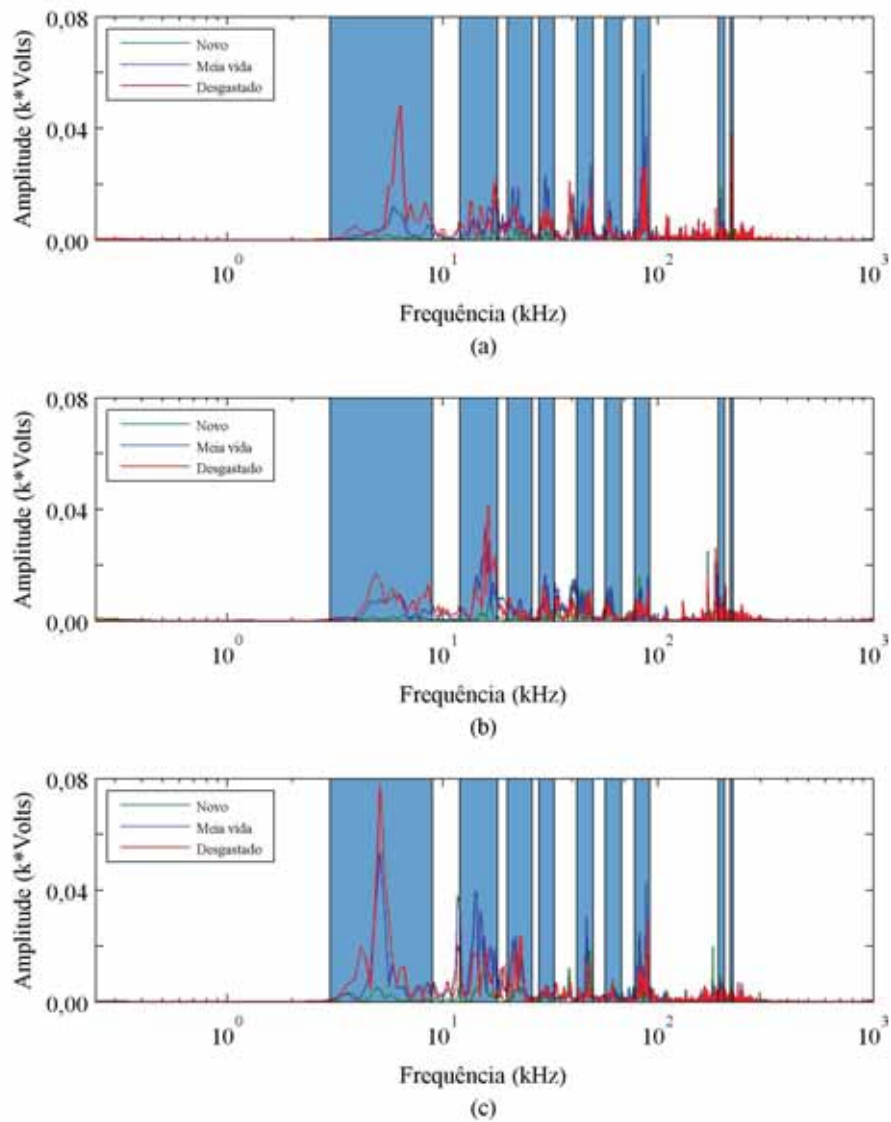 0,08
Novo
Meia vida
Desgastado
0,04
0,00
Amplitude (k*Volts)
10^0
10^1
10^2
10^3
Frequência (kHz)
(a)
0,08
Novo
Meia vida
Desgastado
0,04
0,00
Amplitude (k*Volts)
10^0
10^1
10^2
10^3
Frequência (kHz)
(b)
0,08
Novo
Meia vida
Desgastado
0,04
0,00
Amplitude (k*Volts)
10^0
10^1
10^2
10^3
Frequência (kHz)
(c)